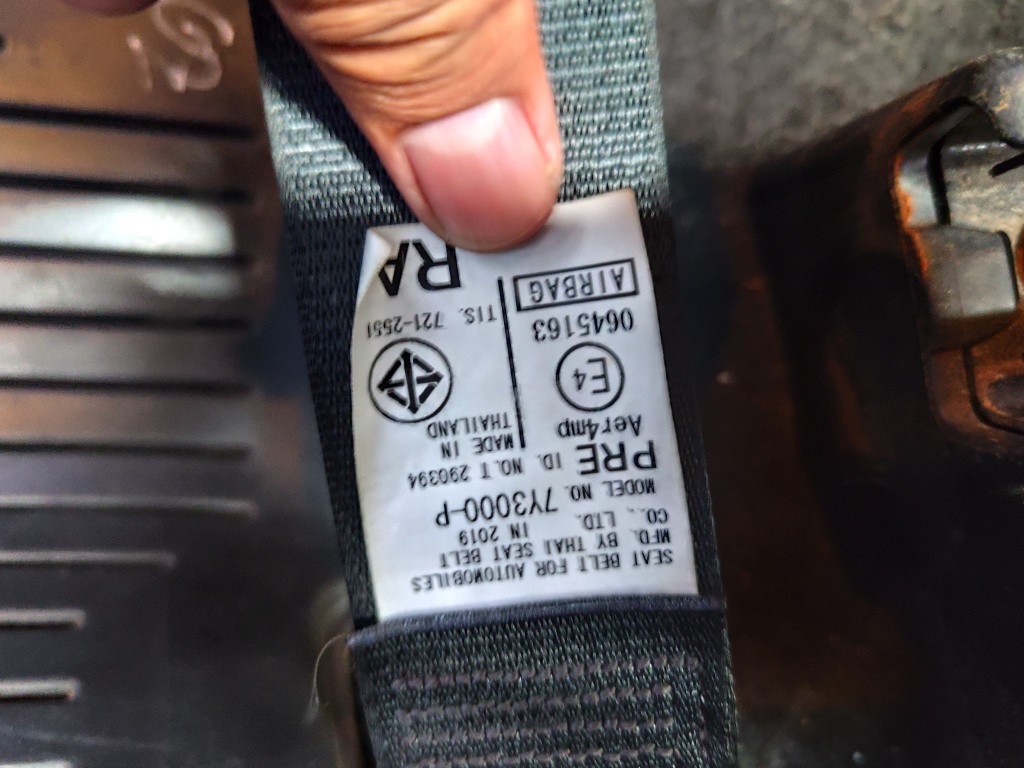 SEAT BELT FOR AUTOMOBILES
MFD. BY THAI SEAT BELT
CO., LTD. IN 2019
MODEL NO. 7Y3000-P
PRE ID. NO.T 290394
Aer4mp
E4
0645163
AIRBAG
MADE IN
THAILAND
TIS. 721-2551
RA